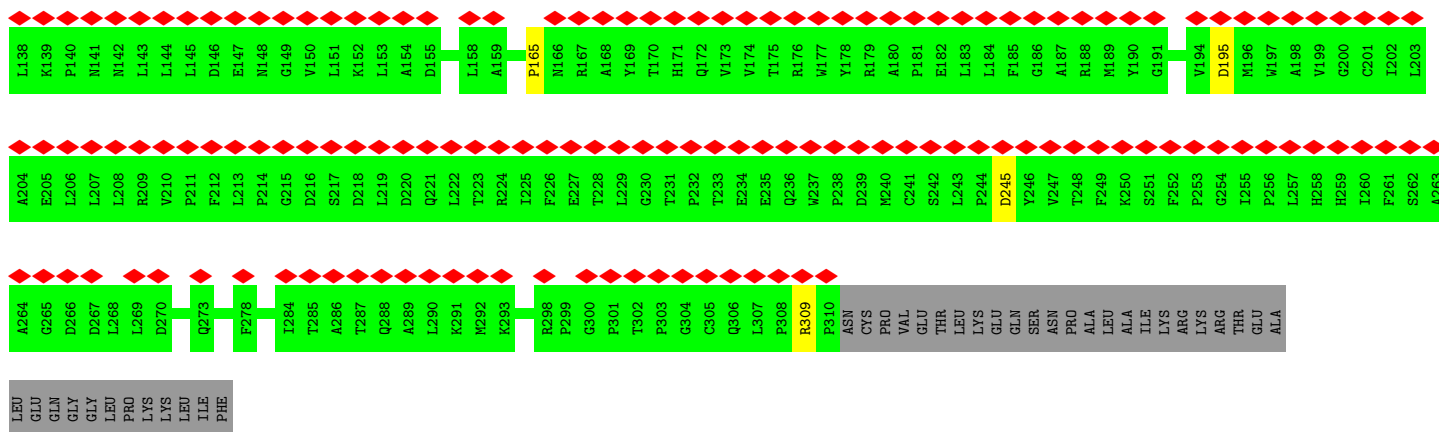 L138 K139 P140 N141 N142 L143 L144 L145 D146 E147 N148 G149 V150 L151 K152 L153 A154 D155 L158 A159 P165 N166 R167 A168 Y169 T170 H171 Q172 V173 V174 T175 R176 W177 Y178 R179 A180 P181 E182 L183 L184 F185 G186 A187 R188 M189 Y190 G191 V194 D195 M196 W197 A198 V199 G200 C201 I202 L203
A204 E205 L206 L207 L208 R209 V210 P211 F212 L213 P214 G215 D216 S217 D218 L219 D220 Q221 L222 T223 R224 I225 F226 E227 T228 L229 G230 T231 P232 T233 E234 E235 Q236 W237 P238 D239 M240 C241 S242 L243 P244 D245 Y246 V247 T248 F249 K250 S251 F252 P253 G254 I255 P256 L257 H258 H259 I260 F261 S262 A263
A264 G265 D266 D267 L268 L269 D270 Q273 F278 I284 T285 A286 T287 Q288 A289 L290 K291 M292 K293 R298 P299 G300 P301 T302 P303 G304 C305 Q306 L307 P308 R309 P310 ASN CYS PRO VAL GLU THR LEU LYS GLU GLN SER ASN PRO ALA LEU ALA ILE LYS ARG LYS ARG THR GLU ALA
LEU GLU GLN GLY GLY LEU PRO LYS LYS LEU ILE PHE